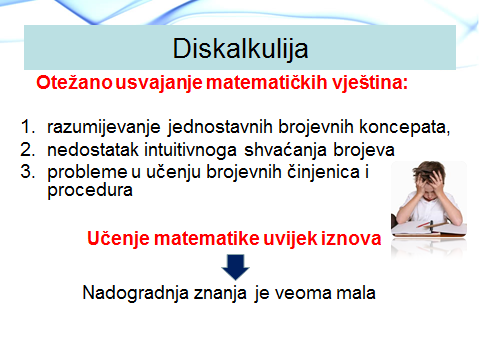 Diskalkulija
Otežano usvajanje matematičkih vještina:
1. razumijevanje jednostavnih brojevnih koncepata,
2. nedostatak intuitivnoga shvaćanja brojeva
3. probleme u učenju brojevnih činjenica i
procedura
Učenje matematike uvijek iznova
Nadogradnja znanja je veoma mala